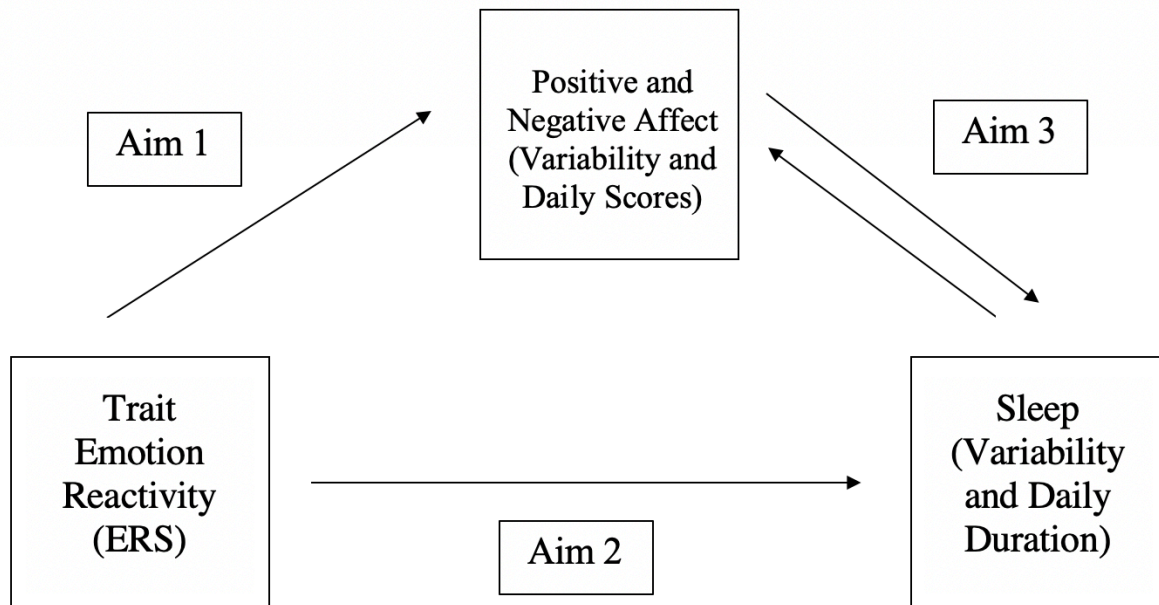 Positive and
Negative Affect
(Variability and
Daily Scores)
Aim 1
Aim 3
Trait
Emotion
Reactivity
(ERS)
Sleep
(Variability
and Daily
Duration)
Aim 2